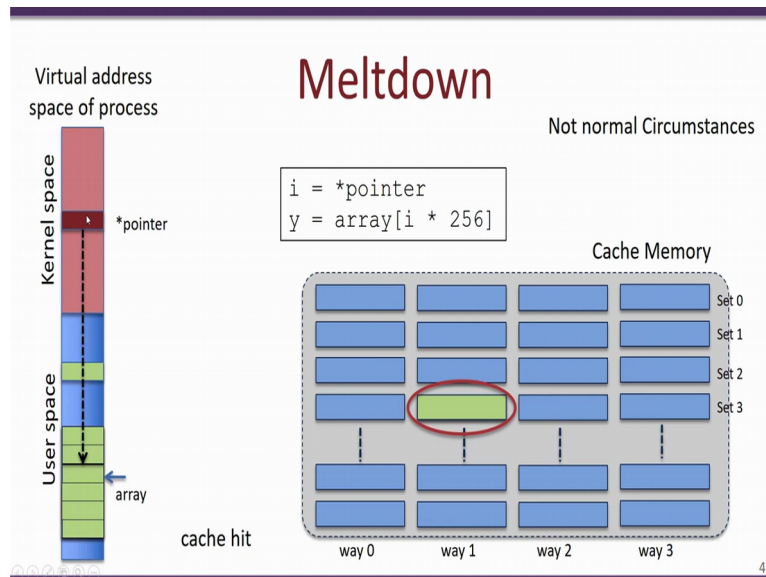 Meltdown
Virtual address
space of process
Not normal Circumstances
Kernel space
*pointer
i = *pointer
y = array[i * 256]
Cache Memory
Set 0
Set 1
Set 2
Set 3
User space
array
cache hit
way 0
way 1
way 2
way 3
4